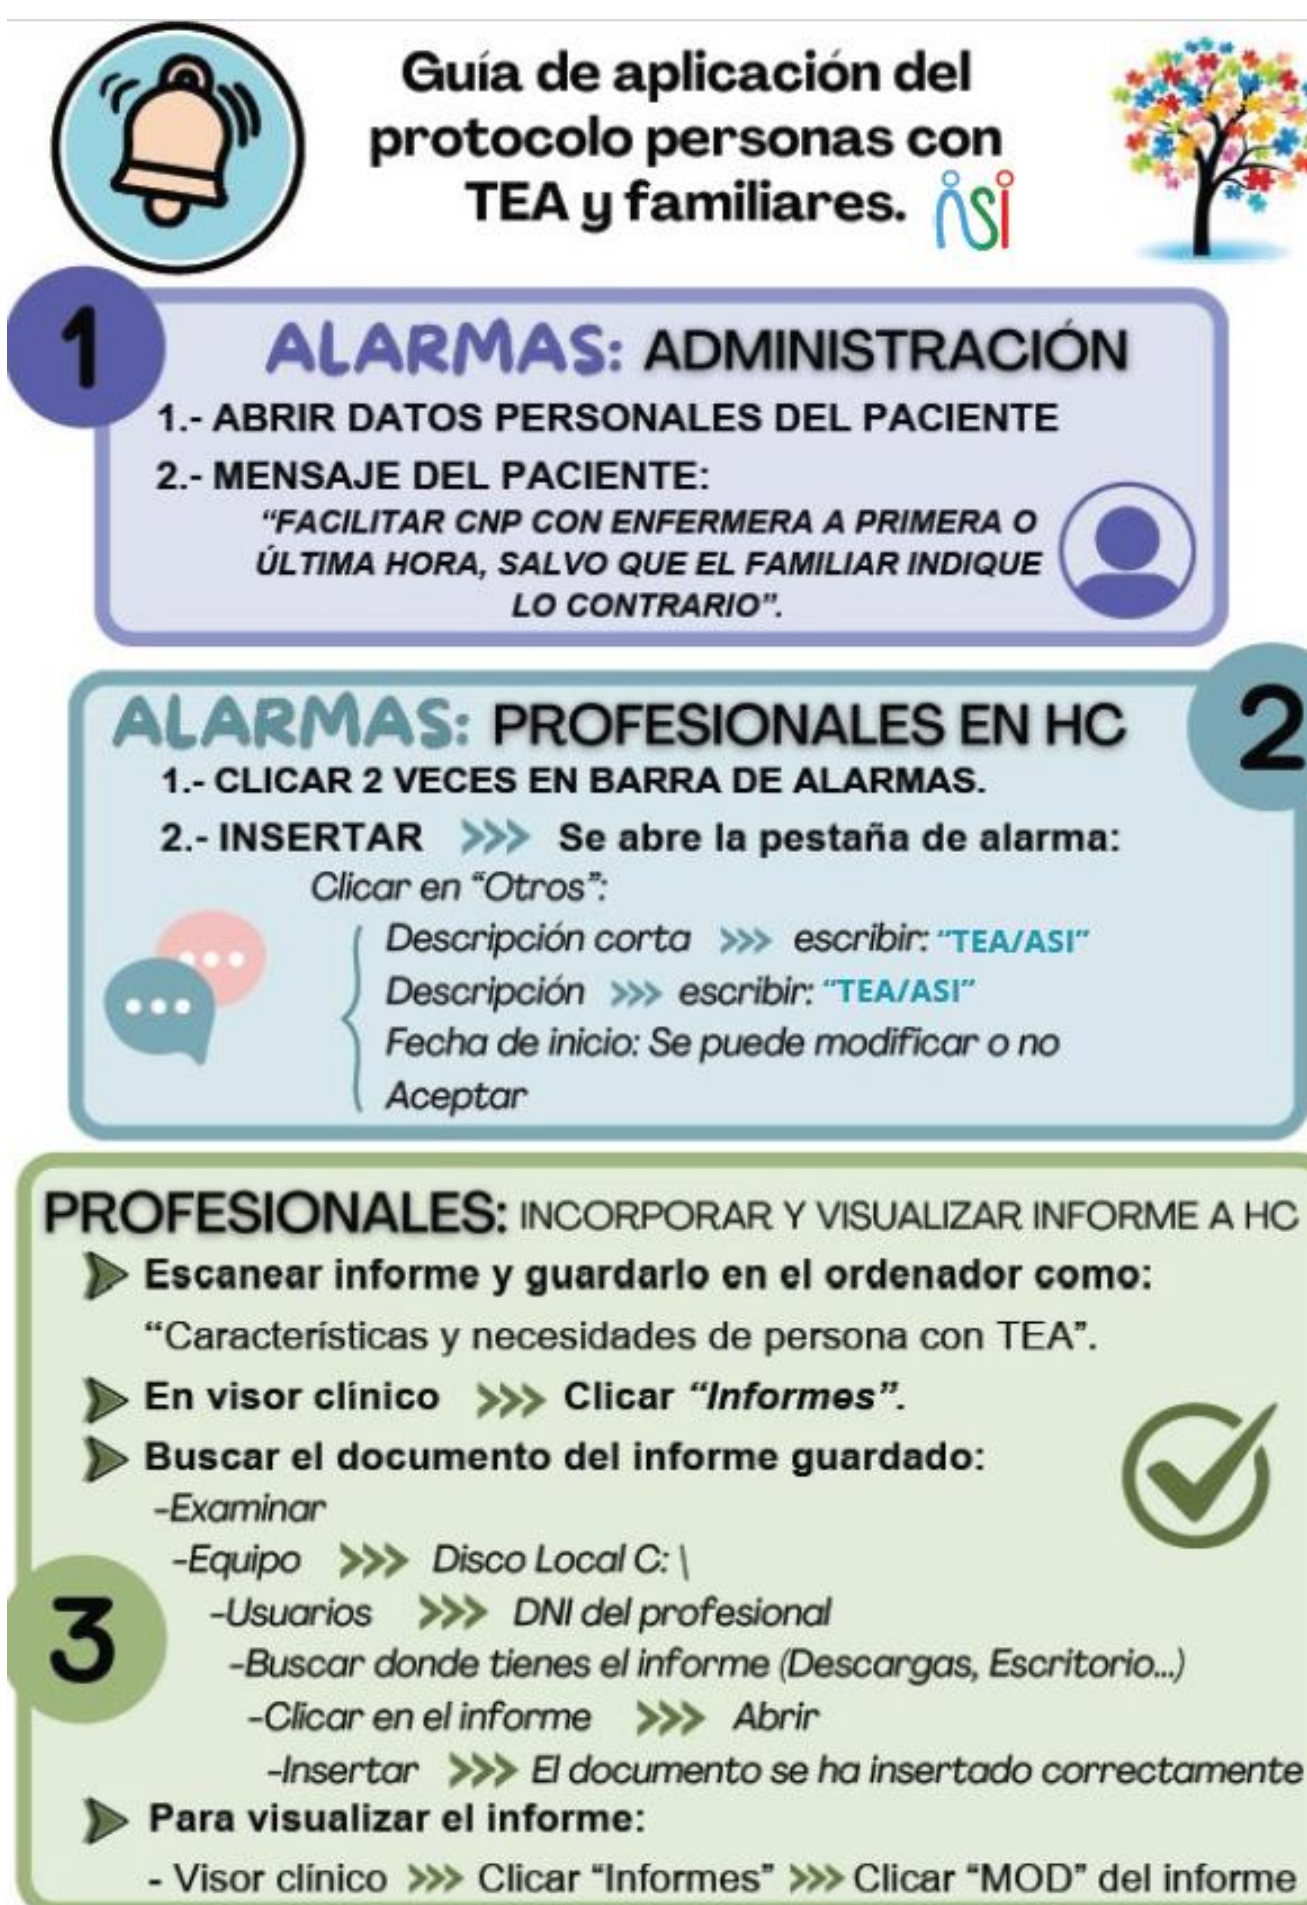 Guía de aplicación del
protocolo personas con
TEA y familiares. ASI
1
ALARMAS: ADMINISTRACIÓN
1.- ABRIR DATOS PERSONALES DEL PACIENTE
2.- MENSAJE DEL PACIENTE:
“FACILITAR CNP CON ENFERMERA A PRIMERA O
ÚLTIMA HORA, SALVO QUE EL FAMILIAR INDIQUE
LO CONTRARIO”.
2
ALARMAS: PROFESIONALES EN HC
1.- CLICAR 2 VECES EN BARRA DE ALARMAS.
2.- INSERTAR >>> Se abre la pestaña de alarma:
Clicar en “Otros”:
Descripción corta >>> escribir: “TEA/ASI”
Descripción >>> escribir: “TEA/ASI”
Fecha de inicio: Se puede modificar o no
Aceptar
3
PROFESIONALES: INCORPORAR Y VISUALIZAR INFORME A HC
Escanear informe y guardarlo en el ordenador como:
“Características y necesidades de persona con TEA”.
En visor clínico >>> Clicar “Informes”.
Buscar el documento del informe guardado:
-Examinar
-Equipo >>> Disco Local C: \
-Usuarios >>> DNI del profesional
-Buscar donde tienes el informe (Descargas, Escritorio...)
-Clicar en el informe >>> Abrir
-Insertar >>> El documento se ha insertado correctamente
Para visualizar el informe:
- Visor clínico >>> Clicar “Informes” >>> Clicar “MOD” del informe